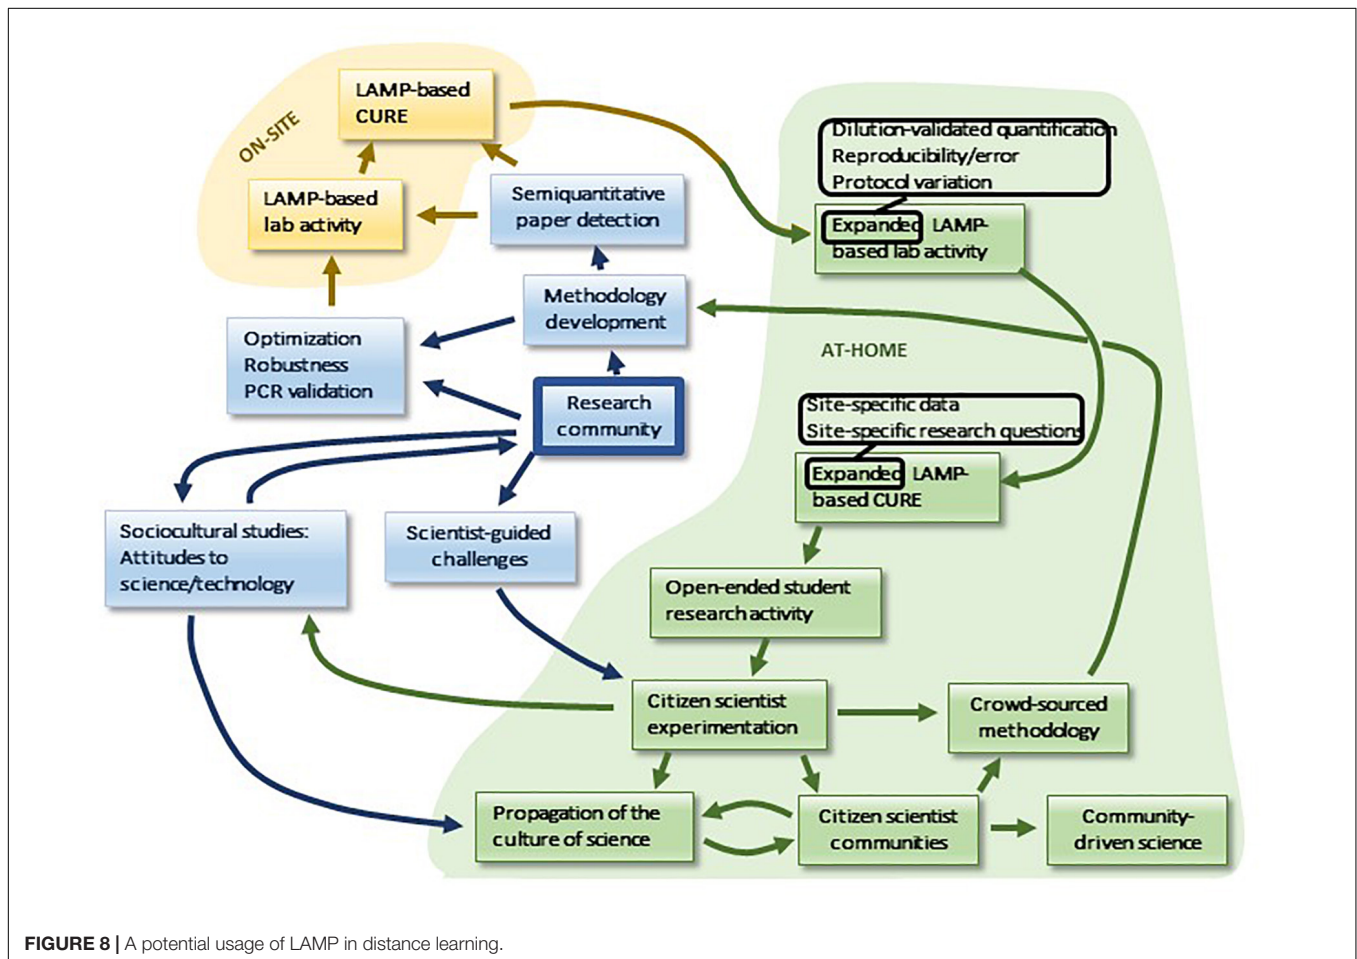 LAMP-based
CURE
ON-SITE
LAMP-based
lab activity
Semiquantitative
paper detection
Methodology
development
Optimization
Robustness
PCR validation
Research
community
Sociocultural studies:
Attitudes to
science/technology
Scientist-guided
challenges
Dilution-validated quantification
Reproducibility/error
Protocol variation
Expanded LAMP-
based lab activity
AT-HOME
Site-specific data
Site-specific research questions
Expanded LAMP-
based CURE
Open-ended student
research activity
Citizen scientist
experimentation
Crowd-sourced
methodology
Propagation of the
culture of science
Citizen scientist
communities
Community-
driven science
FIGURE 8 | A potential usage of LAMP in distance learning.